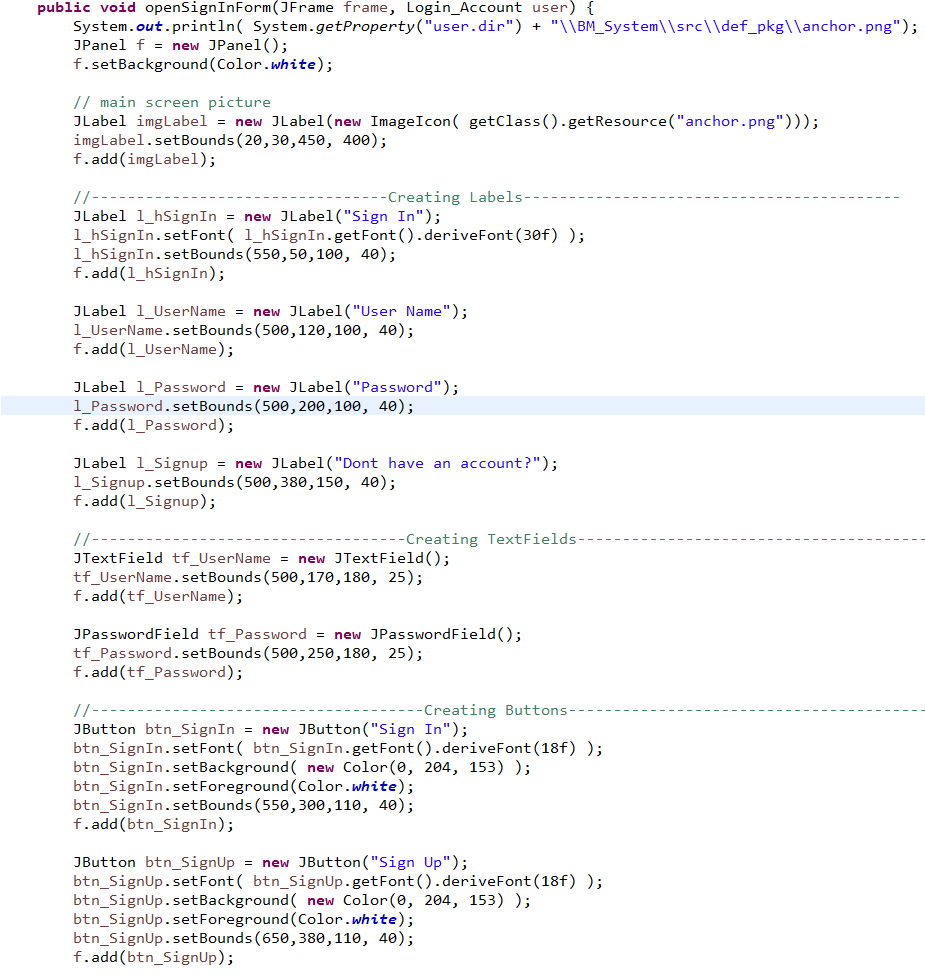 public void openSignInForm(JFrame frame, Login_Account user) {
System.out.println( System.getProperty("user.dir") + "\\BM_System\\src\\def_pkg\\anchor.png");
JPanel f = new JPanel();
f.setBackground(Color.white);
// main screen picture
JLabel imgLabel = new JLabel(new ImageIcon( getClass().getResource("anchor.png")));
imgLabel.setBounds(20,30,450, 400);
f.add(imgLabel);
//---------------------------------Creating Labels------------------------------------------
JLabel l_hSignIn = new JLabel("Sign In");
l_hSignIn.setFont( l_hSignIn.getFont().deriveFont(30f) );
l_hSignIn.setBounds(550,50,100, 40);
f.add(l_hSignIn);
JLabel l_UserName = new JLabel("User Name");
l_UserName.setBounds(500,120,100, 40);
f.add(l_UserName);
JLabel l_Password = new JLabel("Password");
l_Password.setBounds(500,200,100, 40);
f.add(l_Password);
JLabel l_Signup = new JLabel("Dont have an account?");
l_Signup.setBounds(500,380,150, 40);
f.add(l_Signup);
//-----------------------------------Creating TextFields---------------------------------------
JTextField tf_UserName = new JTextField();
tf_UserName.setBounds(500,170,180, 25);
f.add(tf_UserName);
JPasswordField tf_Password = new JPasswordField();
tf_Password.setBounds(500,250,180, 25);
f.add(tf_Password);
//-------------------------------------Creating Buttons----------------------------------------
JButton btn_SignIn = new JButton("Sign In");
btn_SignIn.setFont( btn_SignIn.getFont().deriveFont(18f) );
btn_SignIn.setBackground( new Color(0, 204, 153) );
btn_SignIn.setForeground(Color.white);
btn_SignIn.setBounds(550,300,110, 40);
f.add(btn_SignIn);
JButton btn_SignUp = new JButton("Sign Up");
btn_SignUp.setFont( btn_SignUp.getFont().deriveFont(18f) );
btn_SignUp.setBackground( new Color(0, 204, 153) );
btn_SignUp.setForeground(Color.white);
btn_SignUp.setBounds(650,380,110, 40);
f.add(btn_SignUp);